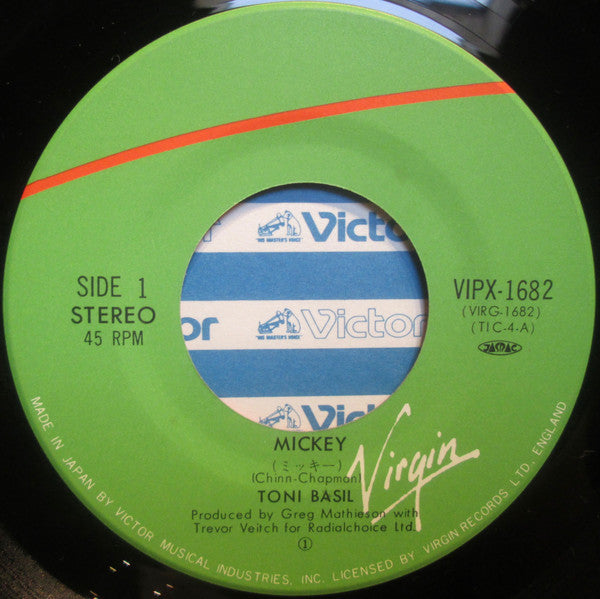 Victor
"HIS MASTER'S VOICE"
Victor
"HIS MASTER'S VOICE"
Victor
SIDE 1
STEREO
45 RPM
VIPX-1682
(VIRG-1682)
(TIC-4-A)
JASRAC
MICKEY
(ミッキー)
(Chinn-Chapman)
TONI BASIL
Virgin
Produced by Greg Mathieson with
Trevor Veitch for Radialchoice Ltd.
①
MADE IN JAPAN BY VICTOR MUSICAL INDUSTRIES, INC. LICENSED BY VIRGIN RECORDS LTD. ENGLAND